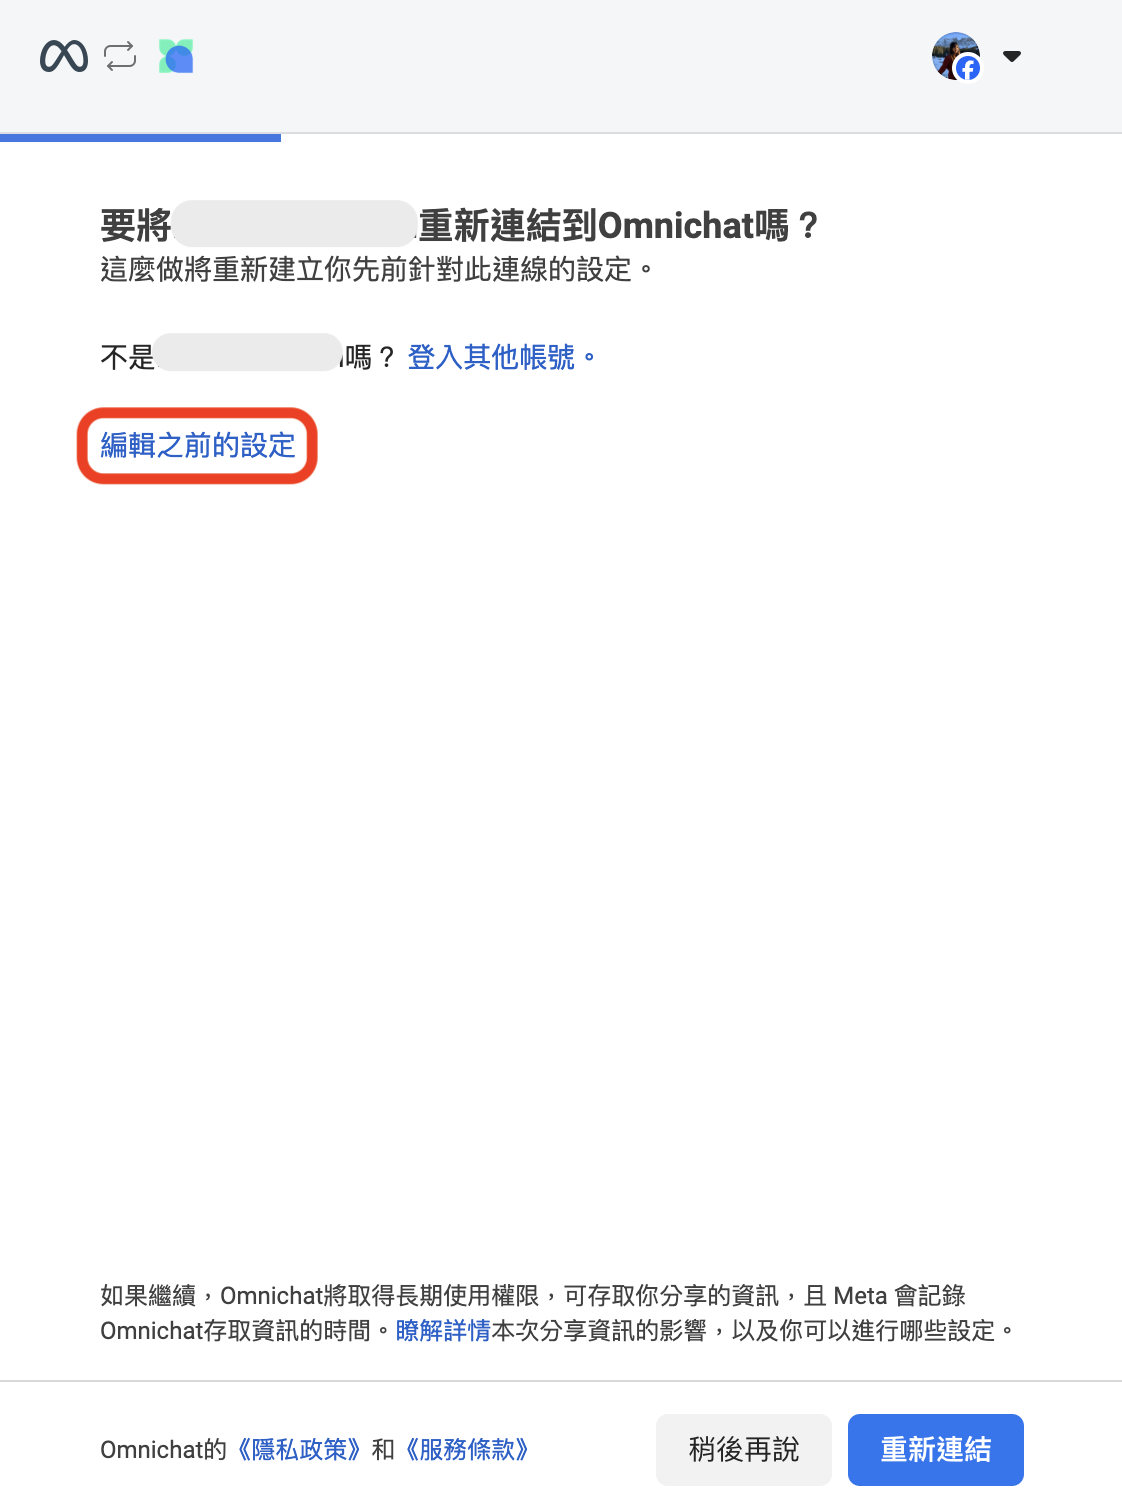 要將重新連結到Omnichat嗎？
這麼做將重新建立你先前針對此連線的設定。
不是嗎？ 登入其他帳號。
編輯之前的設定
如果繼續，Omnichat將取得長期使用權限，可存取你分享的資訊，且 Meta 會記錄
Omnichat存取資訊的時間。瞭解詳情本次分享資訊的影響，以及你可以進行哪些設定。
Omnichat的《隱私政策》和《服務條款》
稍後再說
重新連結